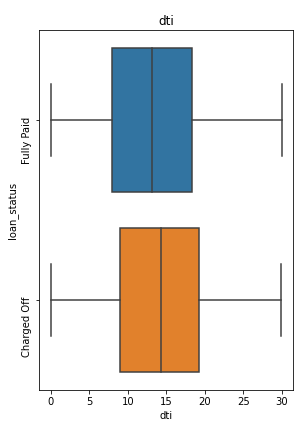 dti
Fully Paid
loan_status
Charged Off
0 5 10 15 20 25 30
dti